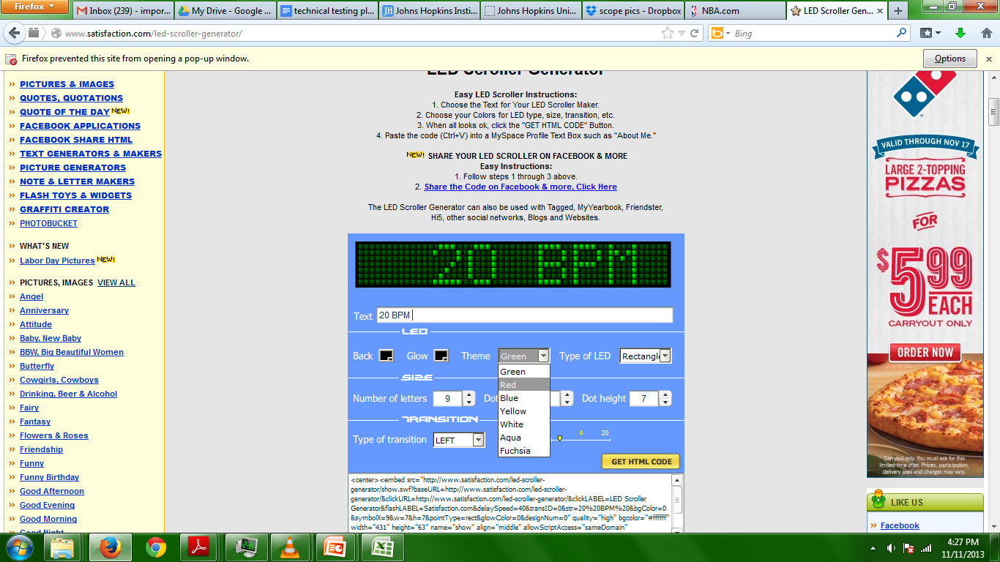 Firefox
Inbox (239) - impor...
My Drive - Google ...
technical testing pl...
Johns Hopkins Insti...
Johns Hopkins Uni...
scope pics - Dropbox
NBA.com
LED Scroller Gen...
www.satisfaction.com/led-scroller-generator/
Bing
Firefox prevented this site from opening a pop-up window.
Options
PICTURES & IMAGES
QUOTES, QUOTATIONS
QUOTE OF THE DAY NEW!
FACEBOOK APPLICATIONS
FACEBOOK SHARE HTML
TEXT GENERATORS & MAKERS
PICTURE GENERATORS
NOTE & LETTER MAKERS
FLASH TOYS & WIDGETS
GRAFFITI CREATOR
PHOTOBUCKET
WHAT'S NEW
Labor Day Pictures NEW!
PICTURES, IMAGES VIEW ALL
Angel
Anniversary
Attitude
Baby, New Baby
BBW, Big Beautiful Women
Butterfly
Cowgirls, Cowboys
Drinking, Beer & Alcohol
Fairy
Fantasy
Flowers & Roses
Friendship
Funny
Funny Birthday
Good Afternoon
Good Evening
Good Morning
Good Night
LED Scroller Generator
Easy LED Scroller Instructions:
1. Choose the Text for Your LED Scroller Maker.
2. Choose your Colors for LED type, size, transition, etc.
3. When all looks ok, click the "GET HTML CODE" Button.
4. Paste the code (Ctrl+V) into a MySpace Profile Text Box such as "About Me."
NEW! SHARE YOUR LED SCROLLER ON FACEBOOK & MORE
Easy Instructions:
1. Follow steps 1 through 3 above.
2. Share the Code on Facebook & more, Click Here
The LED Scroller Generator can also be used with Tagged, MyYearbook, Friendster,
Hi5, other social networks, Blogs and Websites.
20 BPM
Text 20 BPM
LED
Back Glow Theme Green Type of LED Rectangle
Green
Red
Blue
Yellow
White
Aqua
Fuchsia
SIZE
Number of letters 9 Dot Dot height 7
TRANSITION
Type of transition LEFT 4 20
GET HTML CODE
<center><embed src="http://www.satisfaction.com/led-scroller-
generator/show.swf?baseURL=http://www.satisfaction.com/led-scroller-
generator/&clickURL=http://www.satisfaction.com/led-scroller-generator/&clickLABEL=LED Scroller
Generator&flashLABEL=Satisfaction.com&delaySpeed=40&transID=0&str=20%20BPM%20&bgColor=0
&symbolX=9&w=7&h=7&pointType=rect&glowColor=0&designNum=0" quality="high" bgcolor="#ffffff"
width="431" height="63" name="show" align="middle" allowScriptAccess="sameDomain"
VALID THROUGH NOV 17
LARGE 2-TOPPING
PIZZAS
FOR
$5.99
EACH
CARRYOUT ONLY
ORDER NOW
Carryout only. You must ask for this
limited-time offer. Prices, participation,
delivery area and charges may vary.
LIKE US
Facebook
4:27 PM
11/11/2013